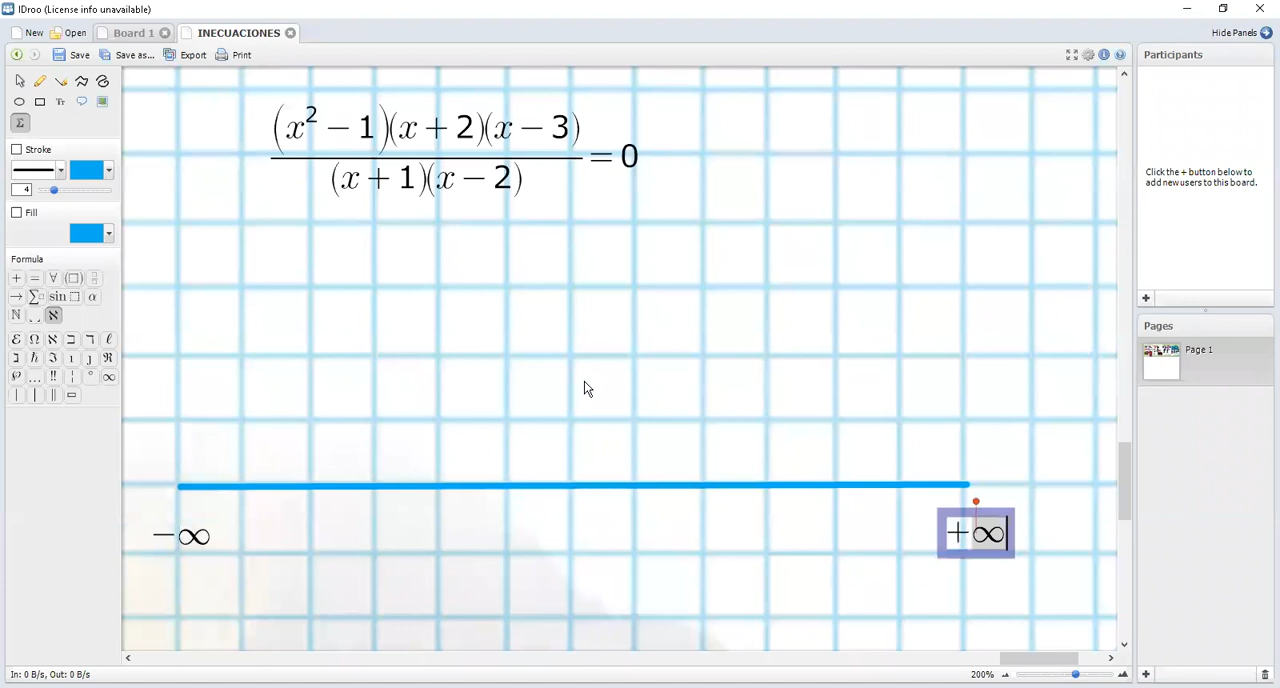 IDroo (License info unavailable)
New Open Board 1 INECUACIONES Hide Panels
Save Save as... Export Print
Participants
Click the + button below to
add new users to this board.
Pages
Page 1
Tr
Σ
Stroke
4
Fill
Formula
+ = ∀ (□)
→ Σ□ sin □ α
ℕ ℵ
ℰ Ω ℵ ℶ ℸ ℓ
ℷ ℏ ℑ ı ȷ ℜ
℘ ... !! ¦ ° ∞
| | ‖ ▭
(x² − 1)(x + 2)(x − 3)
= 0
(x + 1)(x − 2)
−∞ +∞
In: 0 B/s, Out: 0 B/s 200%